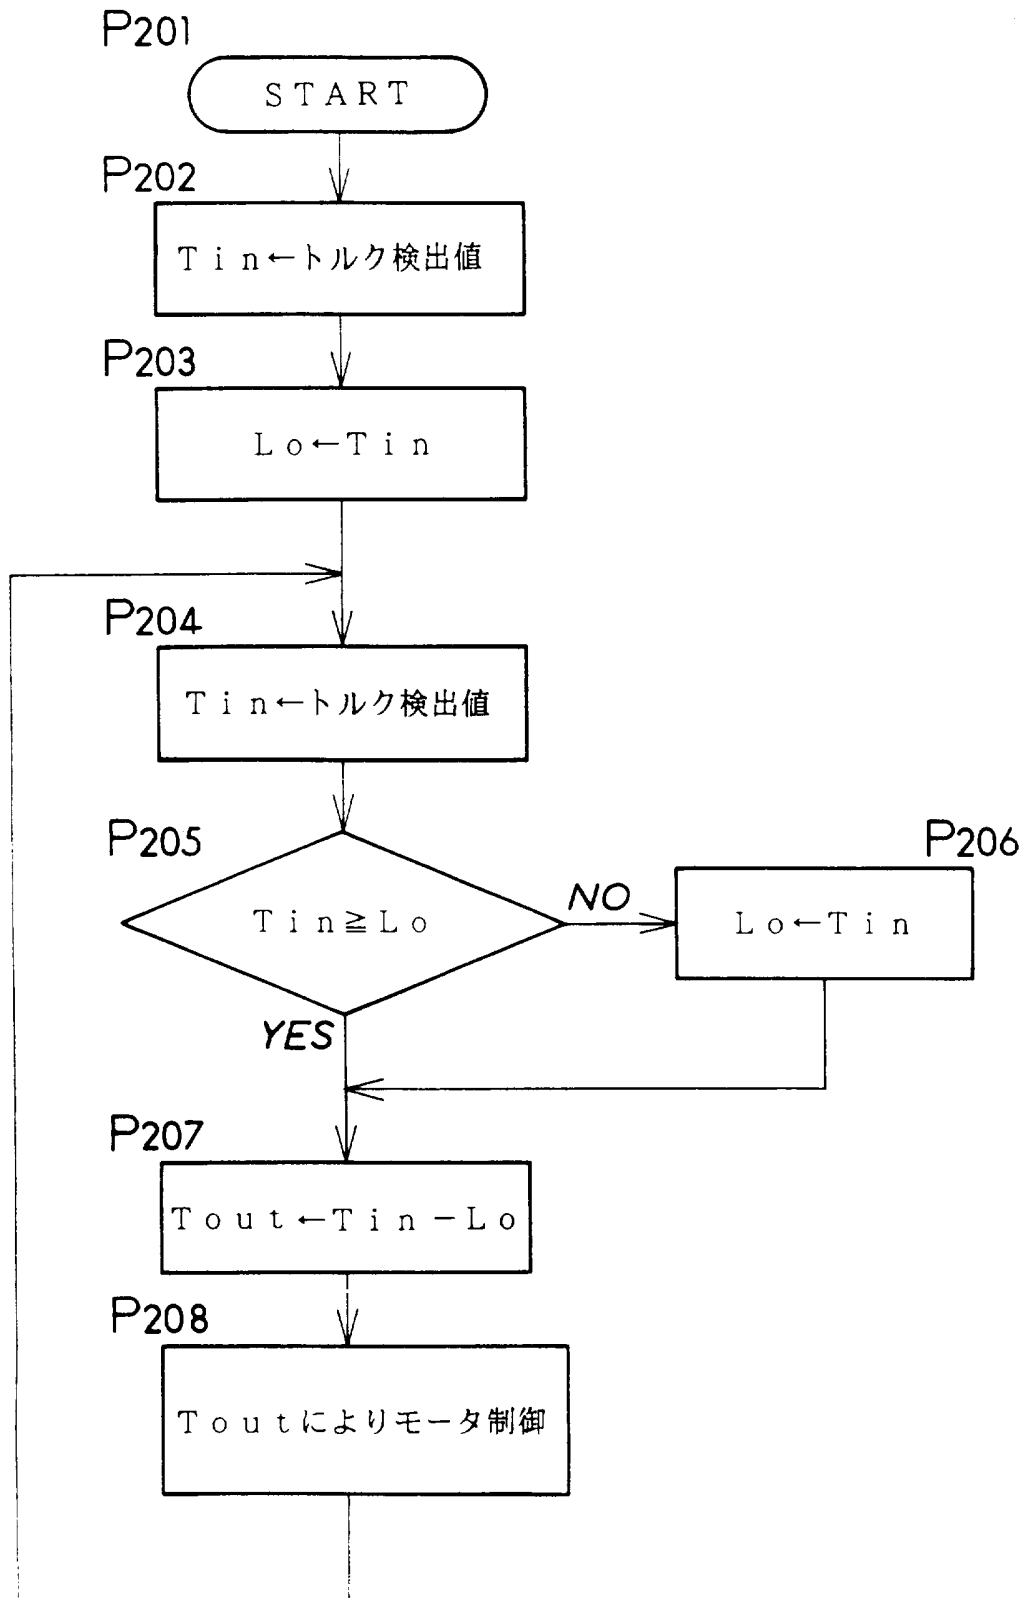 P201
START
P202
Tin←トルク検出値
P203
Lo←Tin
P204
Tin←トルク検出値
P205
Tin≧Lo
NO
P206
Lo←Tin
YES
P207
Tout←Tin－Lo
P208
Toutによりモータ制御